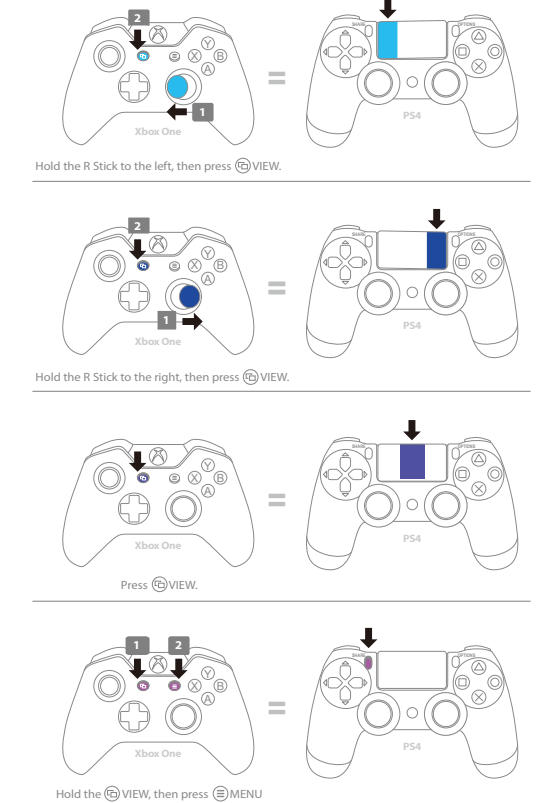 2
SHARE
Y
X B
A
1
Xbox One
PS4
Hold the R Stick to the left, then press VIEW.
2
SHARE OPTIONS
Y
X B
A
1
Xbox One
PS4
Hold the R Stick to the right, then press VIEW.
SHARE OPTIONS
Y
X B
A
Xbox One
PS4
Press VIEW.
1 2
SHARE OPTIONS
Y
X B
A
Xbox One
PS4
Hold the VIEW, then press MENU